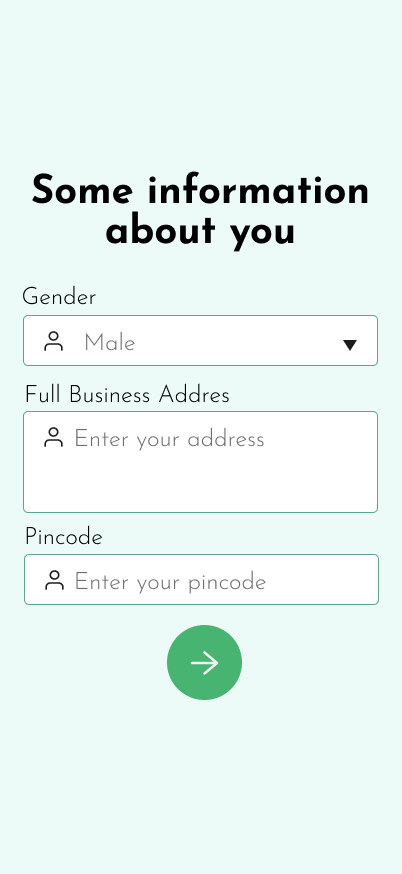 Some information
about you
Gender
Male
Full Business Addres
Enter your address
Pincode
Enter your pincode